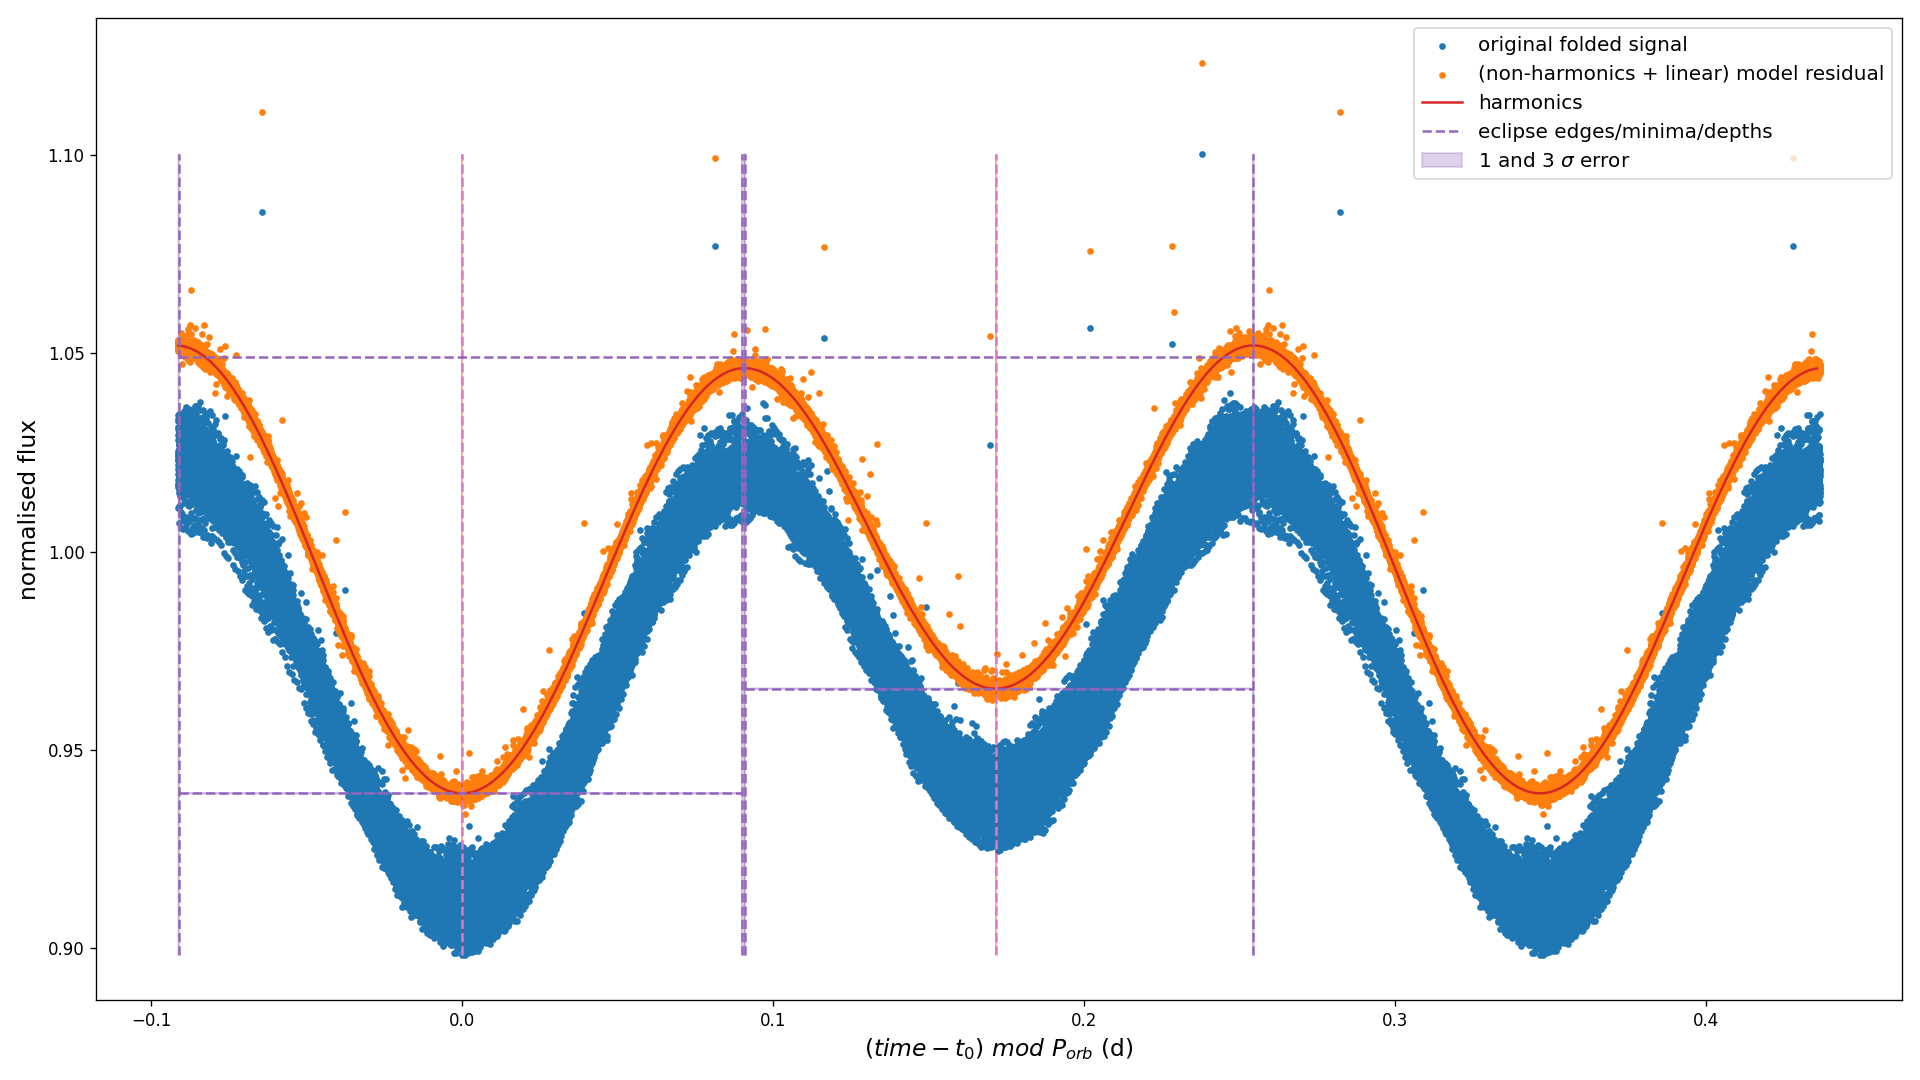 original folded signal
(non-harmonics + linear) model residual
harmonics
eclipse edges/minima/depths
1 and 3 σ error
normalised flux
1.10
1.05
1.00
0.95
0.90
−0.1 0.0 0.1 0.2 0.3 0.4
(time − t₀) mod P_orb (d)